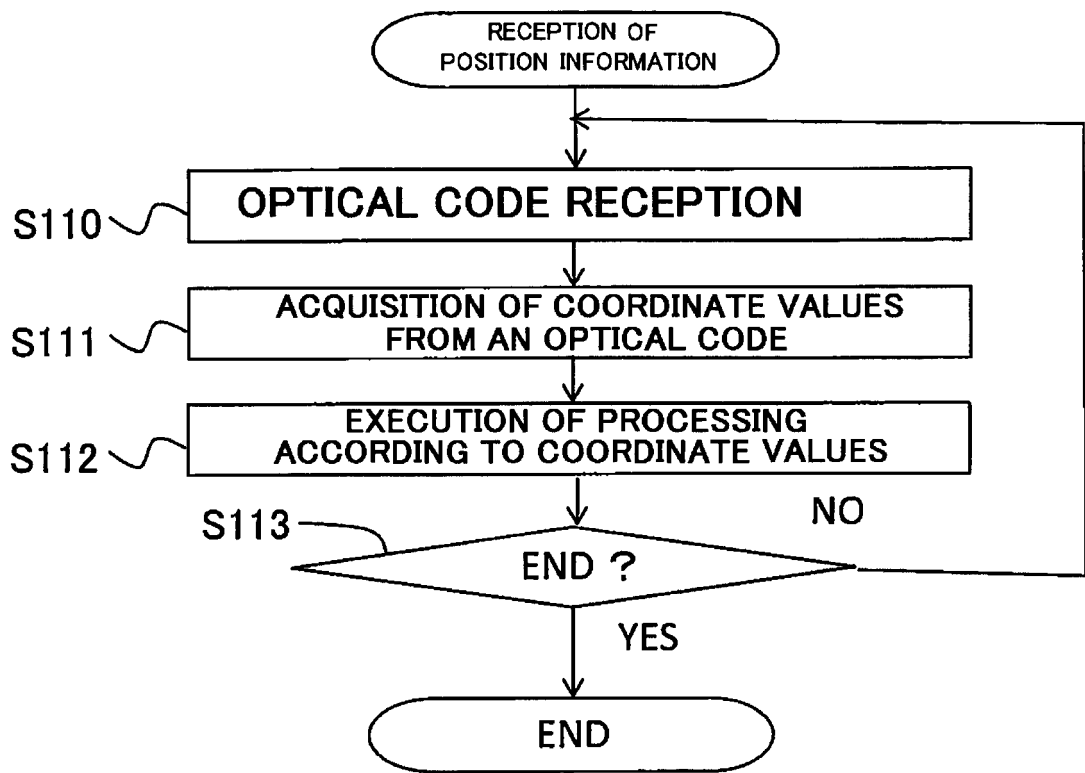 RECEPTION OF
POSITION INFORMATION
S110
OPTICAL CODE RECEPTION
S111
ACQUISITION OF COORDINATE VALUES
FROM AN OPTICAL CODE
S112
EXECUTION OF PROCESSING
ACCORDING TO COORDINATE VALUES
S113
NO
END ?
YES
END